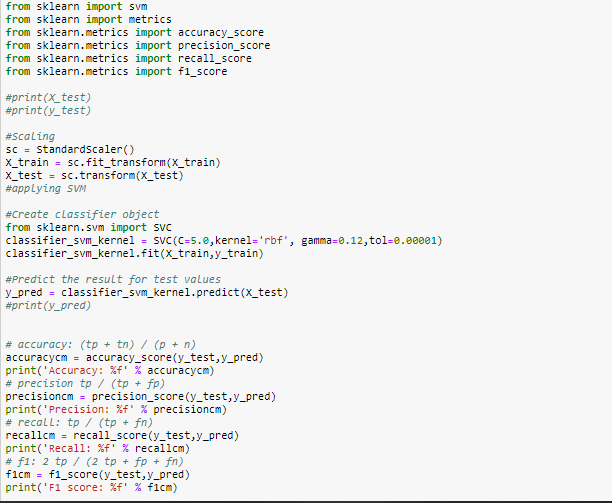 from sklearn import svm
from sklearn import metrics
from sklearn.metrics import accuracy_score
from sklearn.metrics import precision_score
from sklearn.metrics import recall_score
from sklearn.metrics import f1_score
#print(X_test)
#print(y_test)
#Scaling
sc = StandardScaler()
X_train = sc.fit_transform(X_train)
X_test = sc.transform(X_test)
#applying SVM
#Create classifier object
from sklearn.svm import SVC
classifier_svm_kernel = SVC(C=5.0,kernel='rbf', gamma=0.12,tol=0.00001)
classifier_svm_kernel.fit(X_train,y_train)
#Predict the result for test values
y_pred = classifier_svm_kernel.predict(X_test)
#print(y_pred)
# accuracy: (tp + tn) / (p + n)
accuracycm = accuracy_score(y_test,y_pred)
print('Accuracy: %f' % accuracycm)
# precision tp / (tp + fp)
precisioncm = precision_score(y_test,y_pred)
print('Precision: %f' % precisioncm)
# recall: tp / (tp + fn)
recallcm = recall_score(y_test,y_pred)
print('Recall: %f' % recallcm)
# f1: 2 tp / (2 tp + fp + fn)
f1cm = f1_score(y_test,y_pred)
print('F1 score: %f' % f1cm)